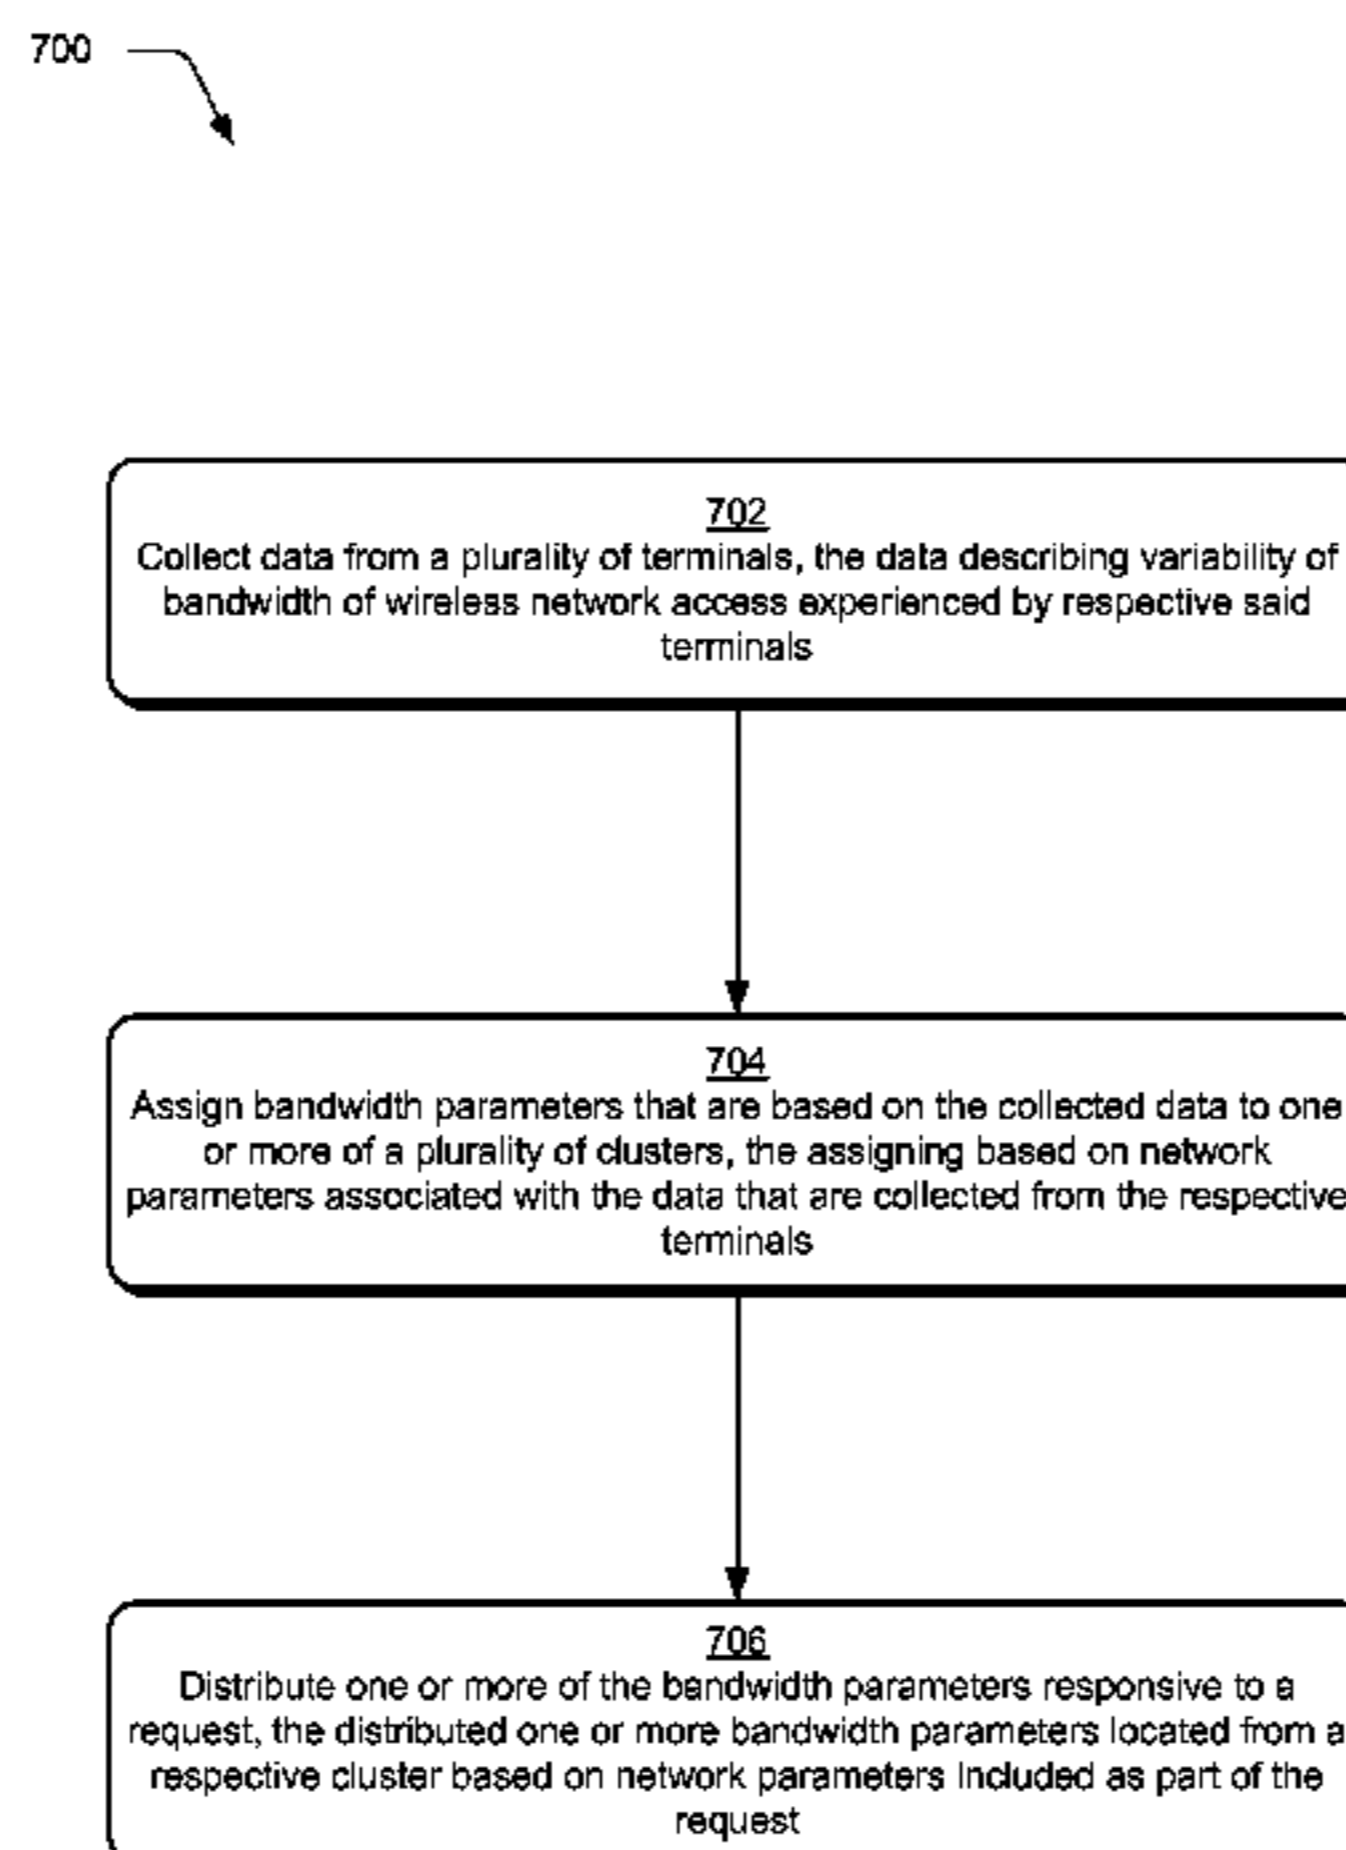 700
702
Collect data from a plurality of terminals, the data describing variability of
bandwidth of wireless network access experienced by respective said
terminals
704
Assign bandwidth parameters that are based on the collected data to one
or more of a plurality of clusters, the assigning based on network
parameters associated with the data that are collected from the respective
terminals
706
Distribute one or more of the bandwidth parameters responsive to a
request, the distributed one or more bandwidth parameters located from a
respective cluster based on network parameters included as part of the
request